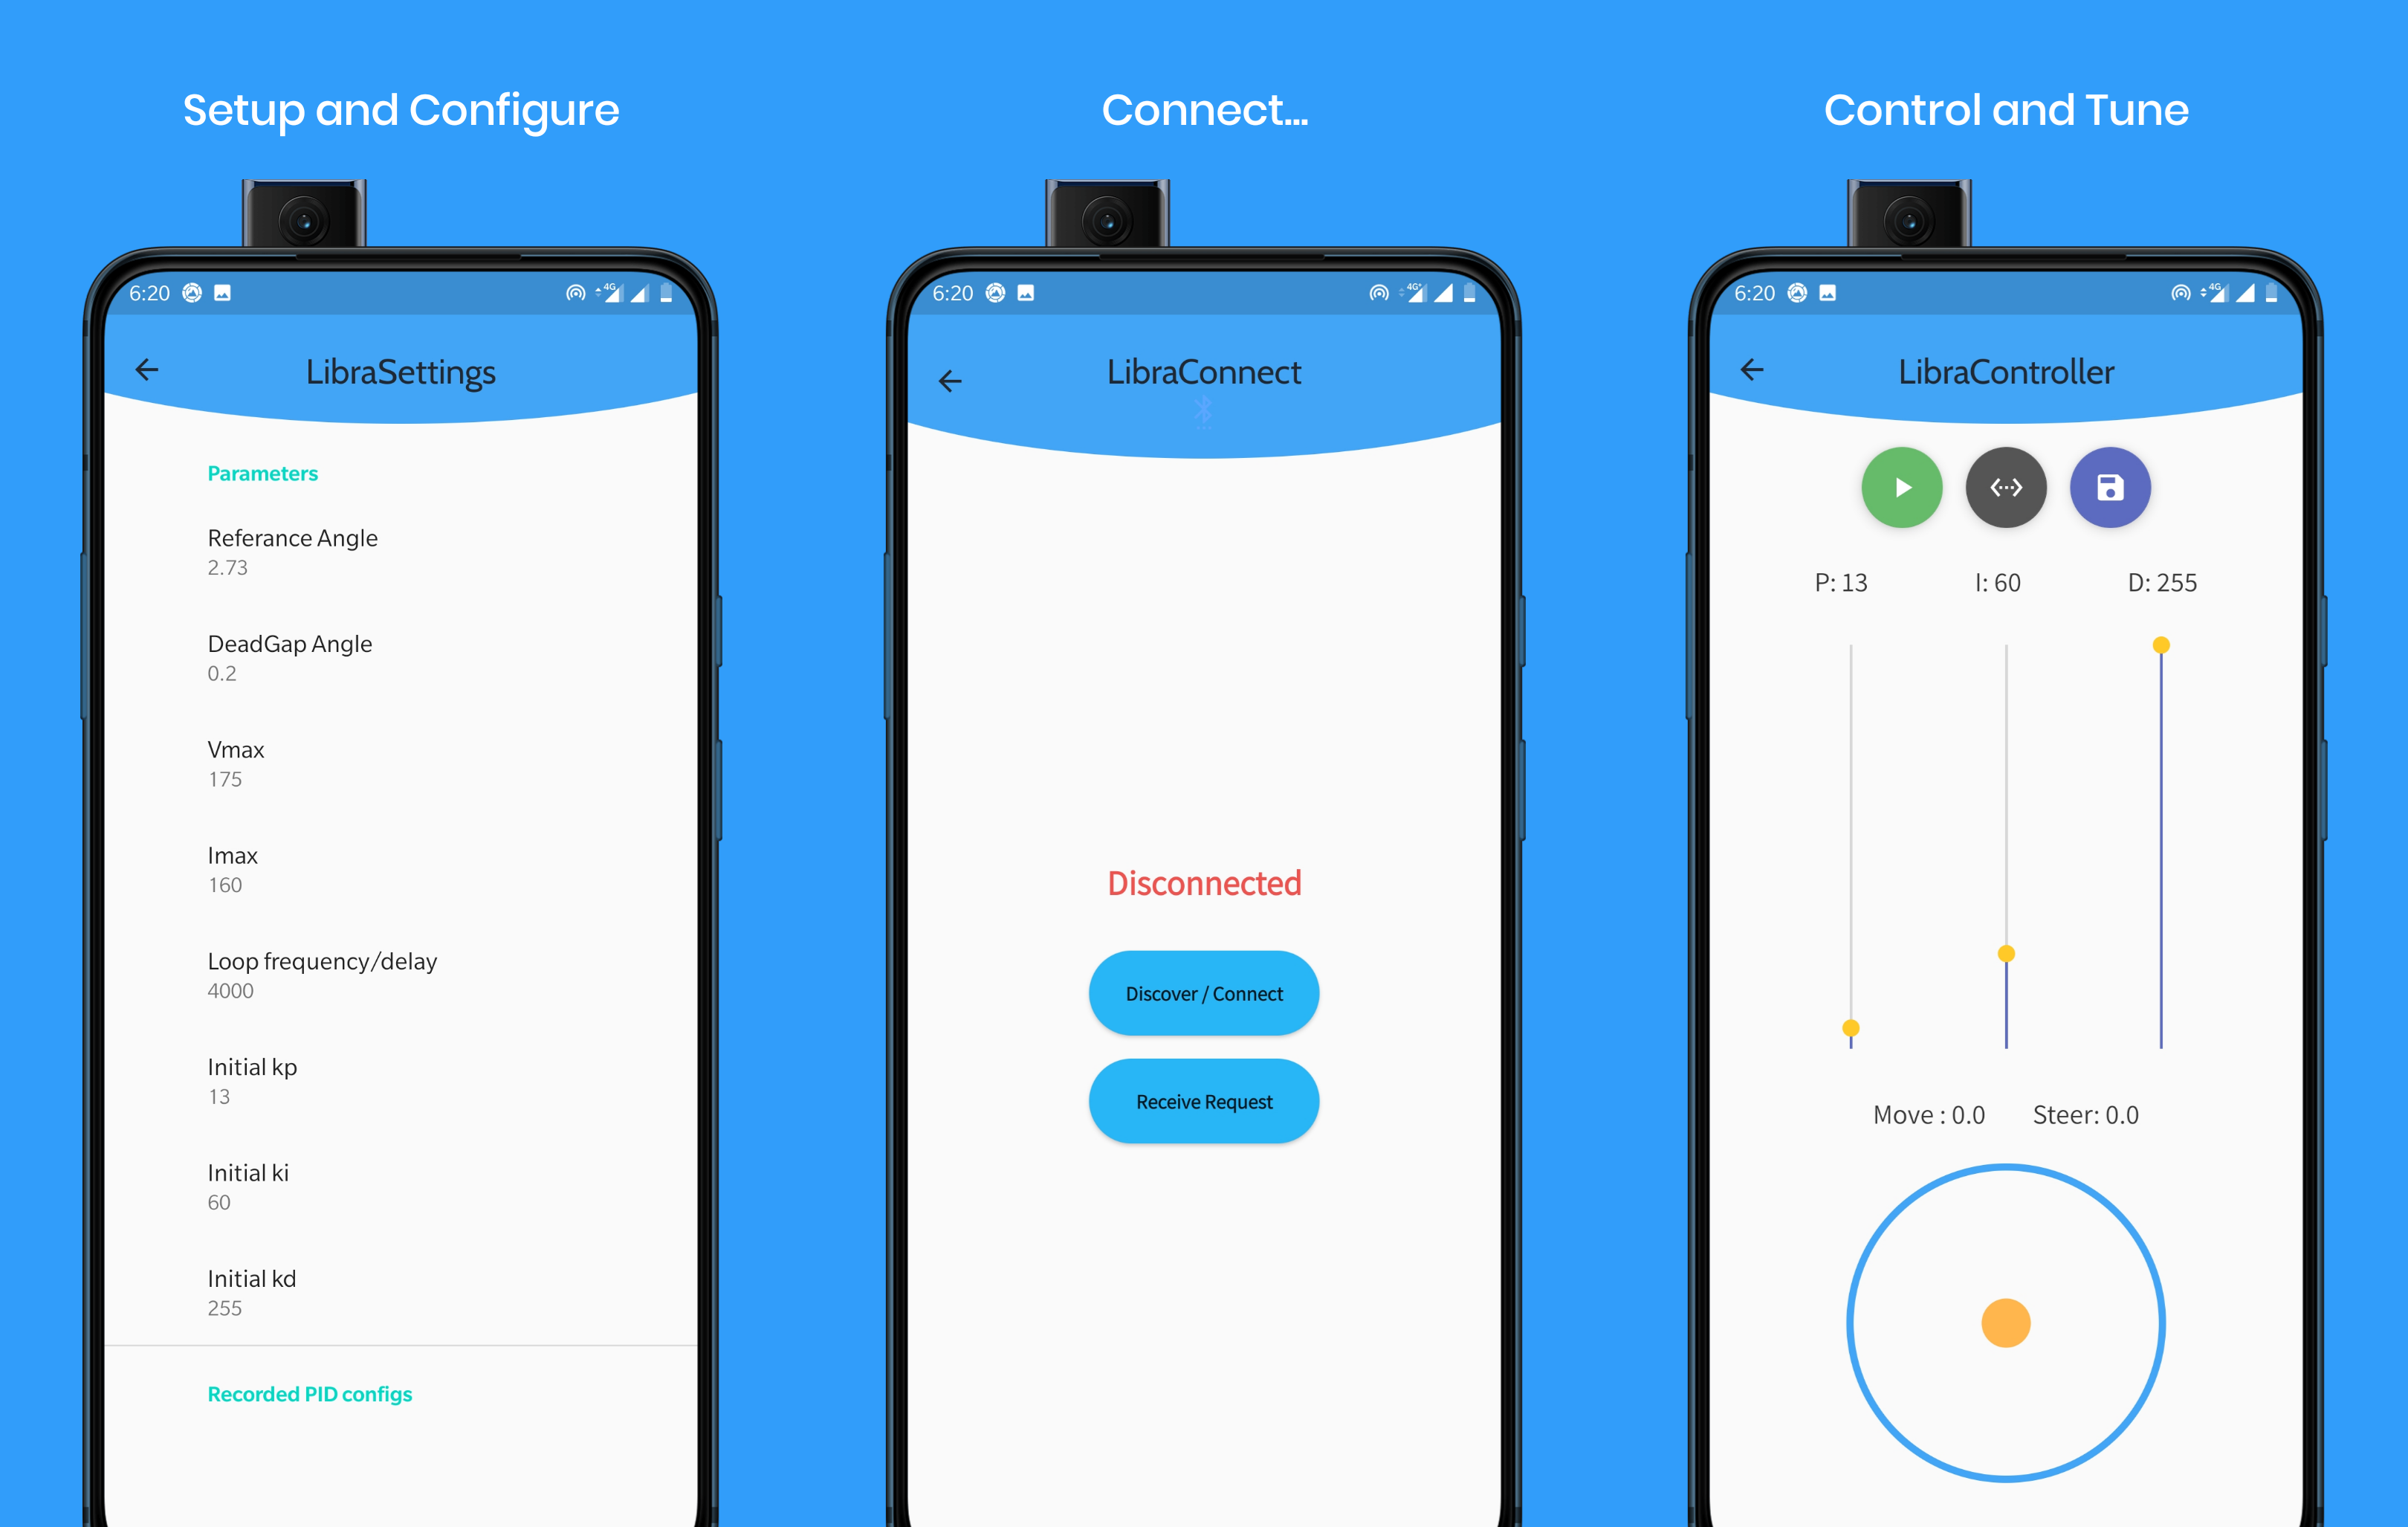 Setup and Configure
6:20
4G
LibraSettings
Parameters
Referance Angle
2.73
DeadGap Angle
0.2
Vmax
175
Imax
160
Loop frequency/delay
4000
Initial kp
13
Initial ki
60
Initial kd
255
Recorded PID configs
Connect...
6:20
4G+
LibraConnect
Disconnected
Discover / Connect
Receive Request
Control and Tune
6:20
4G
LibraController
P: 13 I: 60 D: 255
Move : 0.0 Steer: 0.0